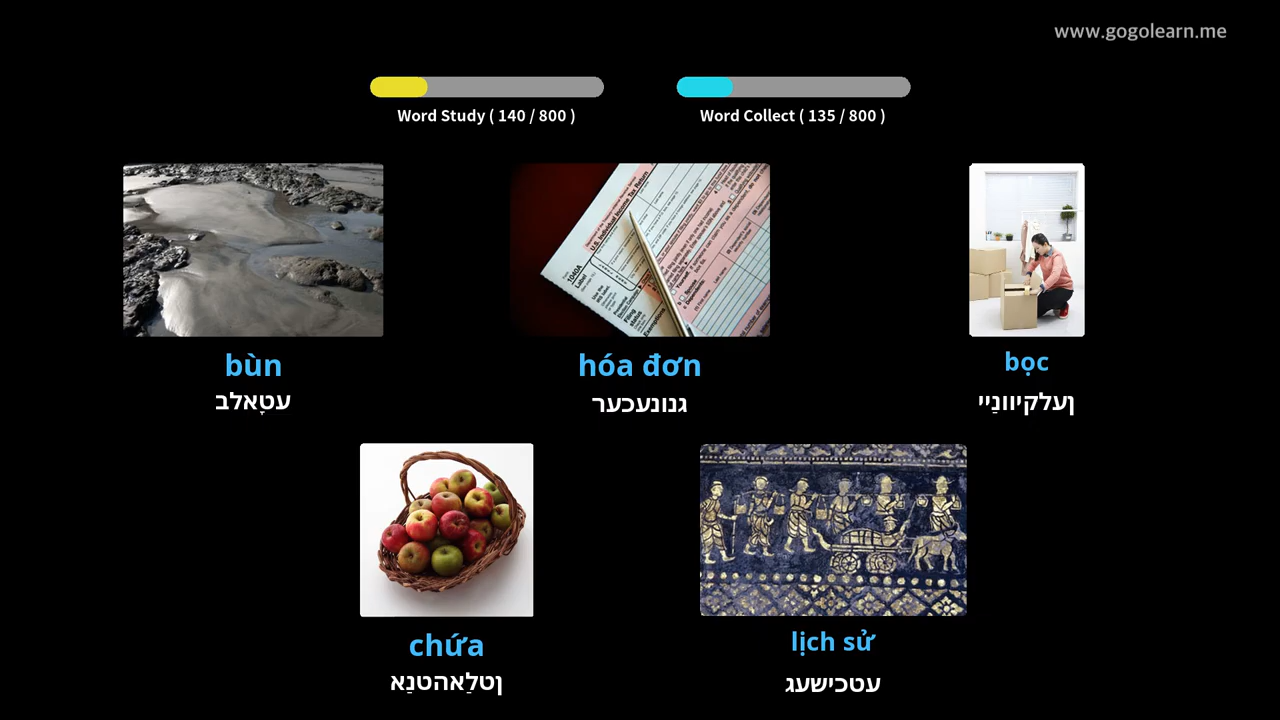 www.gogolearn.me
Word Study ( 140 / 800 )
Word Collect ( 135 / 800 )
bùn
עטָאלב
hóa đơn
גנונעכער
bọc
ןעלקיוונַיי
chứa
ןטלַאהטנַא
lịch sử
עטכישעג